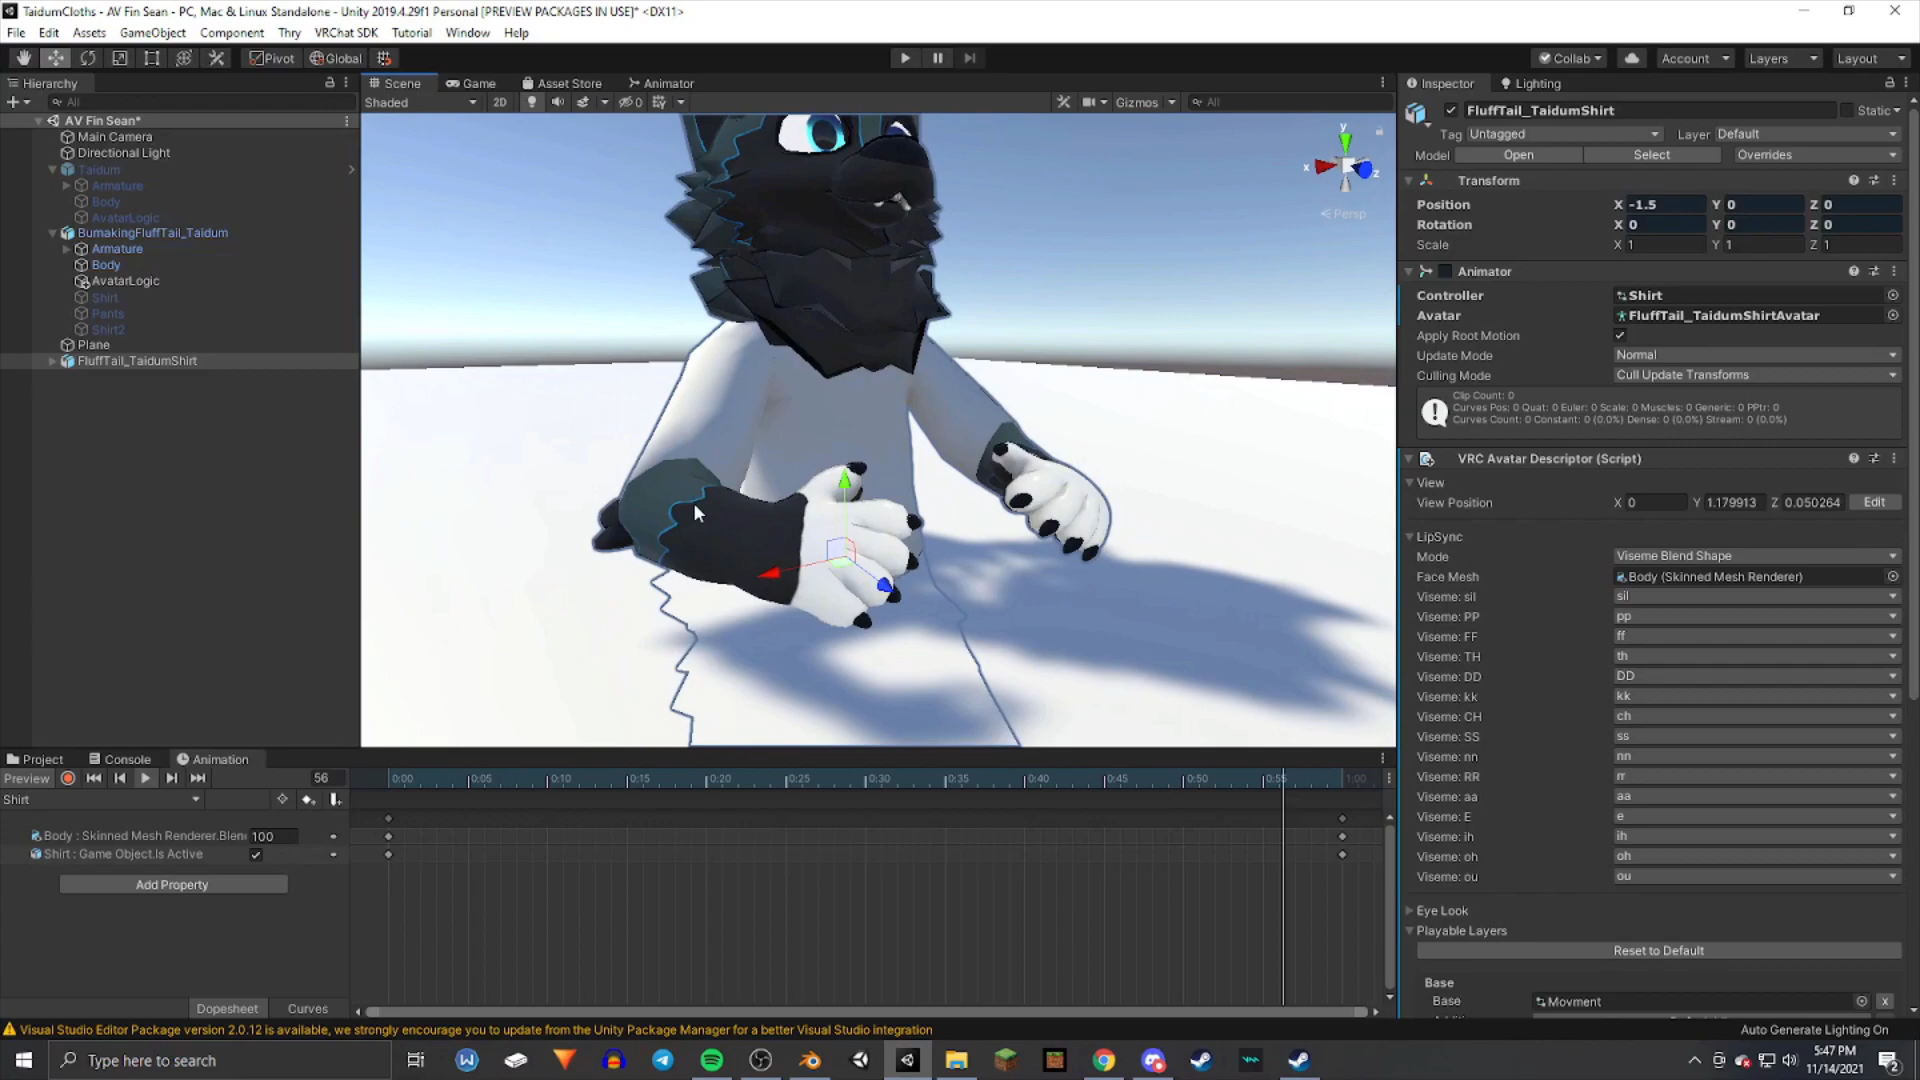 TaidumCloths - AV Fin Sean - PC, Mac & Linux Standalone - Unity 2019.4.29f1 Personal [PREVIEW PACKAGES IN USE]* <DX11>
File Edit Assets GameObject Component Thry VRChat SDK Tutorial Window Help
Pivot Global Collab Account Layers Layout
Hierarchy
All
AV Fin Sean*
Main Camera
Directional Light
Taidum
Armature
Body
AvatarLogic
BumakingFluffTail_Taidum
Armature
Body
AvatarLogic
Shirt
Pants
Shirt2
Plane
FluffTail_TaidumShirt
Scene Game Asset Store Animator
Shaded 2D 0 Gizmos All
y
x
z
Persp
Inspector Lighting
FluffTail_TaidumShirt Static
Tag Untagged Layer Default
Model Open Select Overrides
Transform
Position X -1.5 Y 0 Z 0
Rotation X 0 Y 0 Z 0
Scale X 1 Y 1 Z 1
Animator
Controller Shirt
Avatar FluffTail_TaidumShirtAvatar
Apply Root Motion
Update Mode Normal
Culling Mode Cull Update Transforms
Clip Count: 0
Curves Pos: 0 Quat: 0 Euler: 0 Scale: 0 Muscles: 0 Generic: 0 PPtr: 0
Curves Count: 0 Constant: 0 (0.0%) Dense: 0 (0.0%) Stream: 0 (0.0%)
VRC Avatar Descriptor (Script)
View
View Position X 0 Y 1.179913 Z 0.050264 Edit
LipSync
Mode Viseme Blend Shape
Face Mesh Body (Skinned Mesh Renderer)
Viseme: sil sil
Viseme: PP pp
Viseme: FF ff
Viseme: TH th
Viseme: DD DD
Viseme: kk kk
Viseme: CH ch
Viseme: SS ss
Viseme: nn nn
Viseme: RR rr
Viseme: aa aa
Viseme: E e
Viseme: ih ih
Viseme: oh oh
Viseme: ou ou
Eye Look
Playable Layers
Reset to Default
Base
Base Movment x
Project Console Animation
Preview 56 0:00 0:05 0:10 0:15 0:20 0:25 0:30 0:35 0:40 0:45 0:50 0:55 1:00
Shirt
Body : Skinned Mesh Renderer.Blen 100
Shirt : Game Object.Is Active
Add Property
Dopesheet Curves
Visual Studio Editor Package version 2.0.12 is available, we strongly encourage you to update from the Unity Package Manager for a better Visual Studio integration
Auto Generate Lighting On
Type here to search
5:47 PM
11/14/2021
2